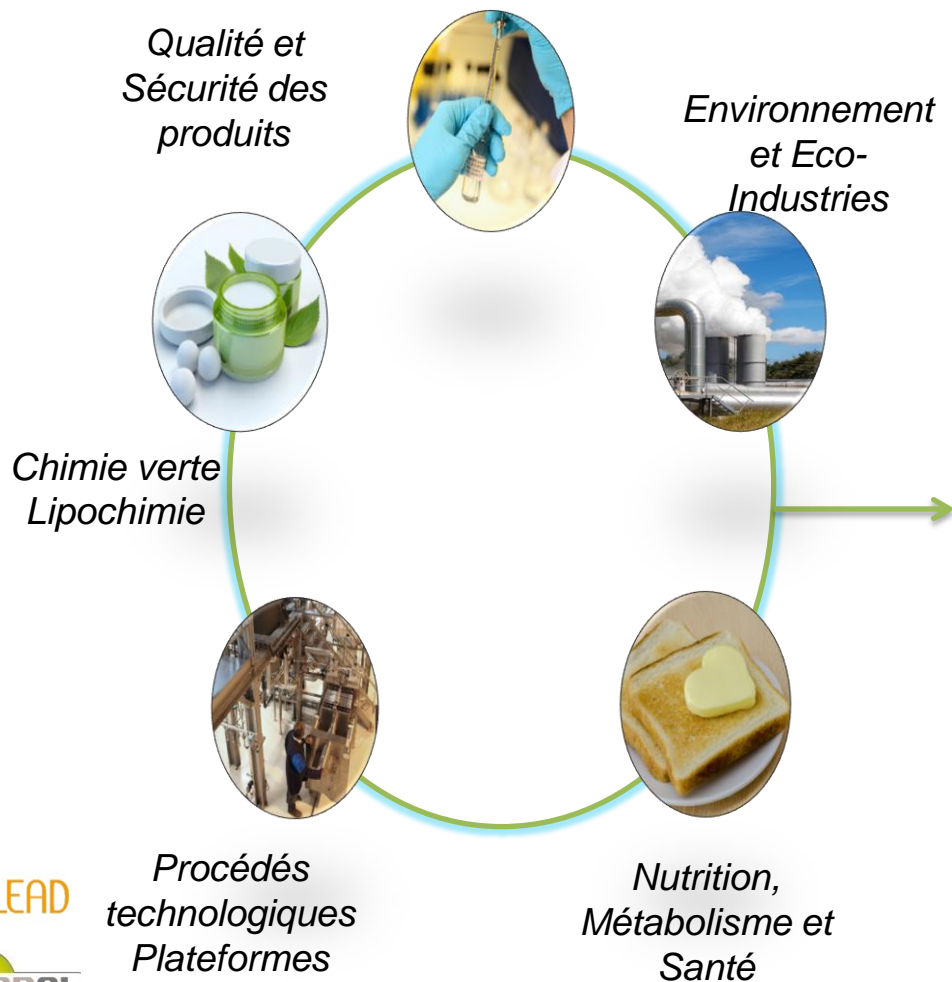 Qualité et
Sécurité des
produits
Environnement
et Eco-
Industries
Chimie verte
Lipochimie
Procédés
technologiques
Plateformes
Nutrition,
Métabolisme et
Santé